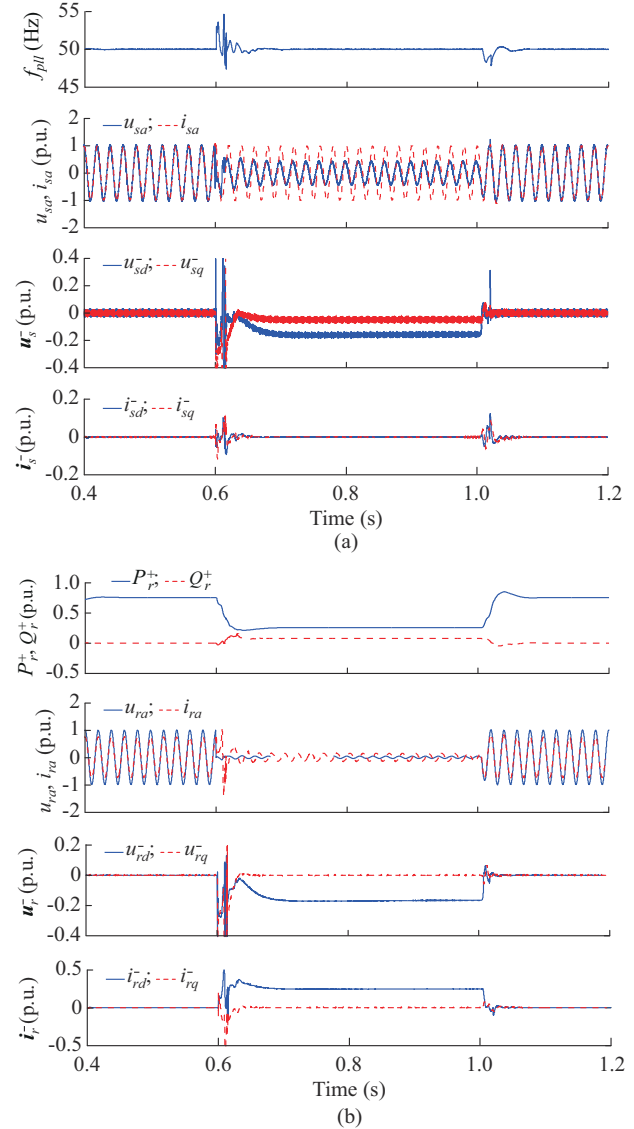 f_pll (Hz)
55
50
45
u_sa; i_sa
u_sa, i_sa (p.u.)
2
1
0
-1
-2
u⁻_sd; u⁻_sq
u⁻_s (p.u.)
0.4
0.2
0
-0.2
-0.4
i⁻_sd; i⁻_sq
i⁻_s (p.u.)
0.2
0
-0.2
0.4 0.6 0.8 1.0 1.2
Time (s)
(a)
P⁺_r; Q⁺_r
P⁺_r, Q⁺_r (p.u.)
1.0
0.5
0
-0.5
u_ra; i_ra
u_ra, i_ra (p.u.)
2
1
0
-1
-2
u⁻_rd; u⁻_rq
u⁻_r (p.u.)
0.2
0
-0.2
-0.4
i⁻_rd; i⁻_rq
i⁻_r (p.u.)
0.5
0
-0.5
0.4 0.6 0.8 1.0 1.2
Time (s)
(b)